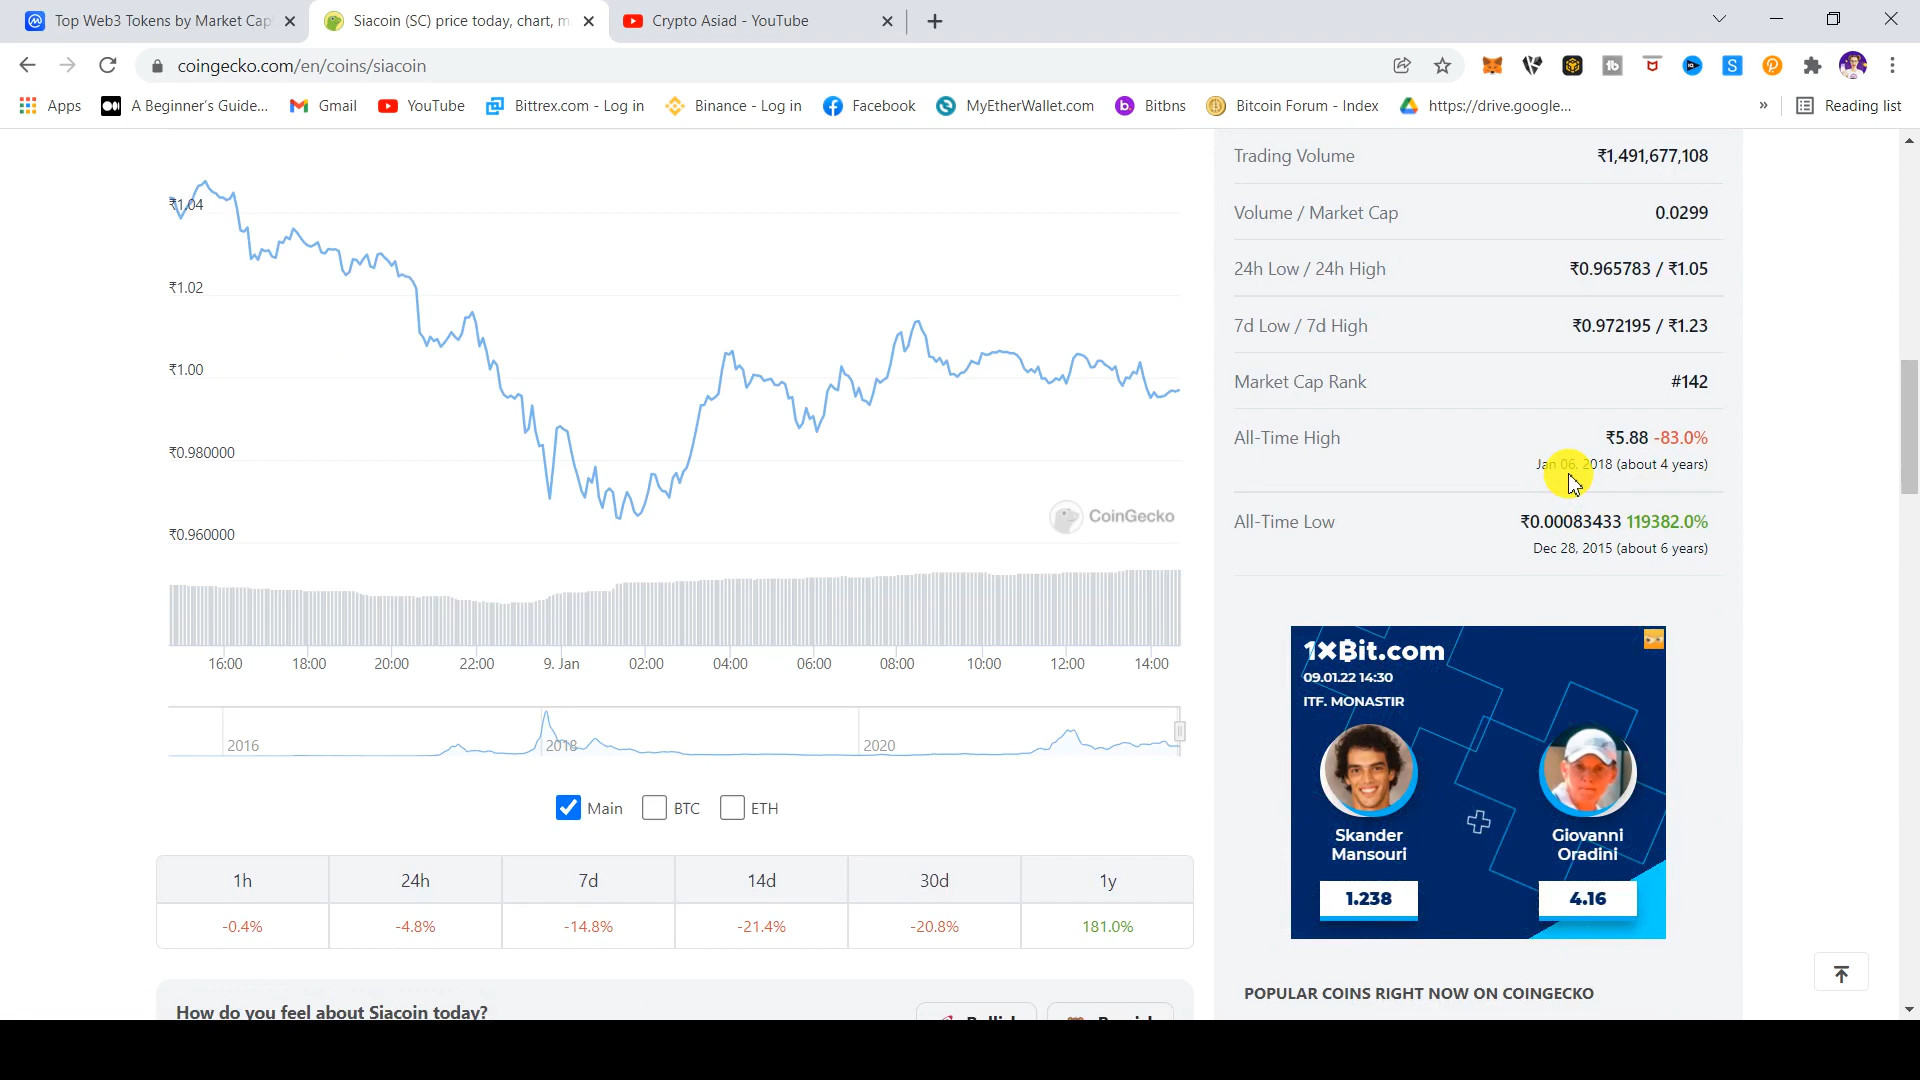 Top Web3 Tokens by Market Cap
Siacoin (SC) price today, chart, m
Crypto Asiad - YouTube
coingecko.com/en/coins/siacoin
Apps
A Beginner's Guide...
Gmail
YouTube
Bittrex.com - Log in
Binance - Log in
Facebook
MyEtherWallet.com
Bitbns
Bitcoin Forum - Index
https://drive.google...
»
Reading list
₹1.04
₹1.02
₹1.00
₹0.980000
₹0.960000
CoinGecko
16:00 18:00 20:00 22:00 9. Jan 02:00 04:00 06:00 08:00 10:00 12:00 14:00
2016 2018 2020
Main BTC ETH
1h 24h 7d 14d 30d 1y
-0.4% -4.8% -14.8% -21.4% -20.8% 181.0%
How do you feel about Siacoin today?
Trading Volume ₹1,491,677,108
Volume / Market Cap 0.0299
24h Low / 24h High ₹0.965783 / ₹1.05
7d Low / 7d High ₹0.972195 / ₹1.23
Market Cap Rank #142
All-Time High ₹5.88 -83.0%
Jan 06, 2018 (about 4 years)
All-Time Low ₹0.00083433 119382.0%
Dec 28, 2015 (about 6 years)
1XBit.com
09.01.22 14:30
ITF. MONASTIR
Skander
Mansouri
Giovanni
Oradini
1.238
4.16
POPULAR COINS RIGHT NOW ON COINGECKO